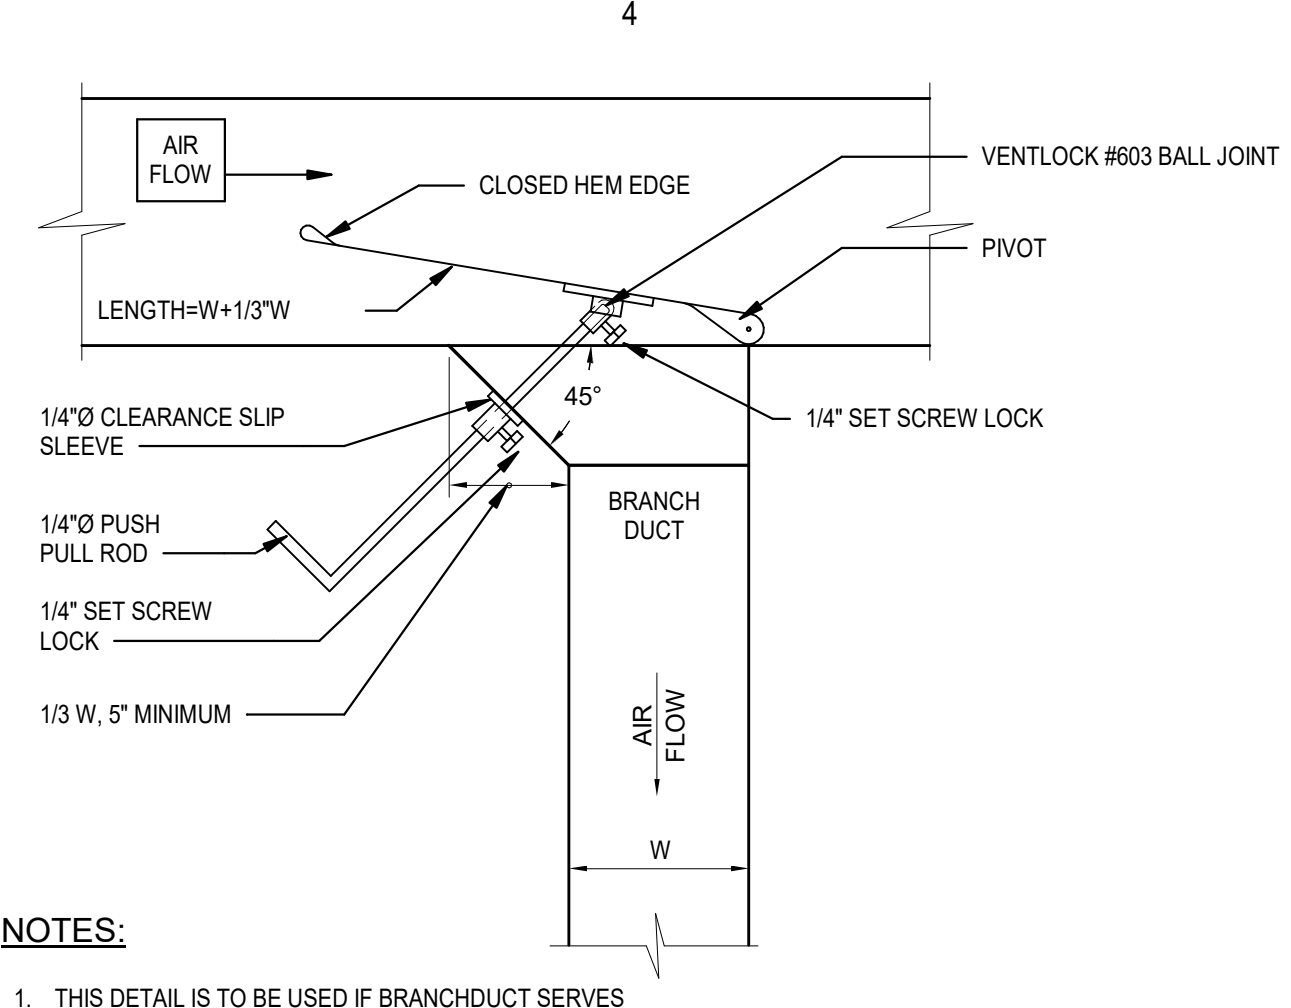 4
AIR
FLOW
VENTLOCK #603 BALL JOINT
CLOSED HEM EDGE
PIVOT
LENGTH=W+1/3"W
45°
1/4"Ø CLEARANCE SLIP
SLEEVE
1/4" SET SCREW LOCK
BRANCH
DUCT
1/4"Ø PUSH
PULL ROD
1/4" SET SCREW
LOCK
1/3 W, 5" MINIMUM
AIR
FLOW
W
NOTES:
1. THIS DETAIL IS TO BE USED IF BRANCHDUCT SERVES